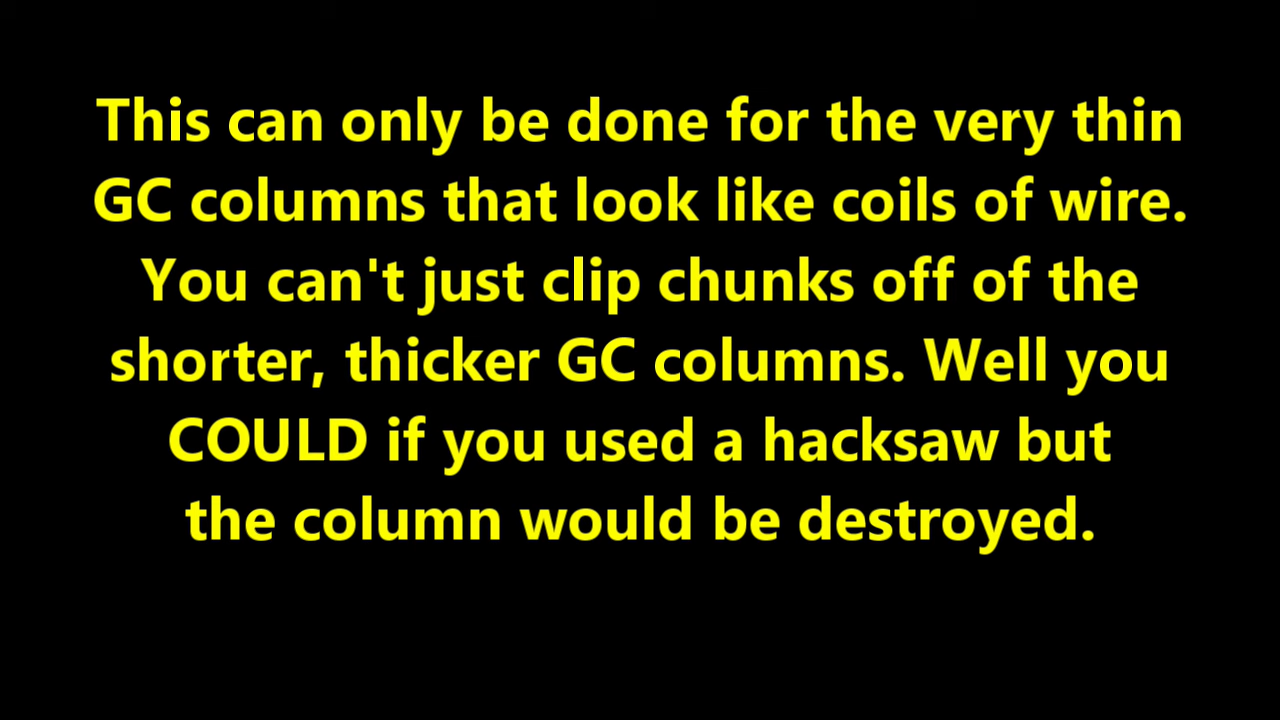 This can only be done for the very thin
GC columns that look like coils of wire.
You can't just clip chunks off of the
shorter, thicker GC columns. Well you
COULD if you used a hacksaw but
the column would be destroyed.